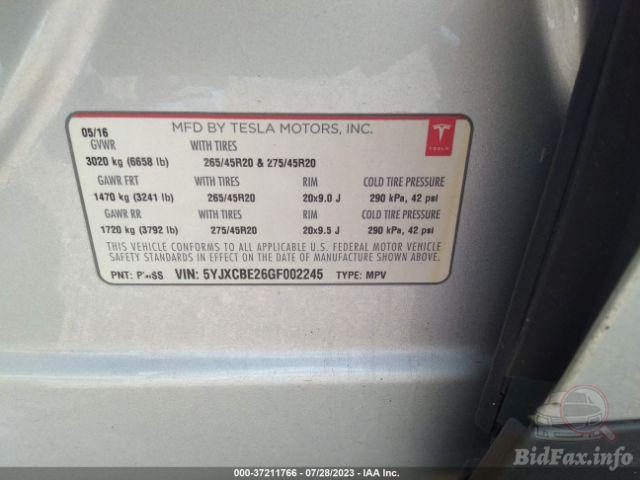 05/16 MFD BY TESLA MOTORS, INC.
TESLA
GVWR WITH TIRES
3020 kg (6658 lb) 265/45R20 & 275/45R20
GAWR FRT WITH TIRES RIM COLD TIRE PRESSURE
1470 kg (3241 lb) 265/45R20 20x9.0 J 290 kPa, 42 psi
GAWR RR WITH TIRES RIM COLD TIRE PRESSURE
1720 kg (3792 lb) 275/45R20 20x9.5 J 290 kPa, 42 psi
THIS VEHICLE CONFORMS TO ALL APPLICABLE U.S. FEDERAL MOTOR VEHICLE
SAFETY STANDARDS IN EFFECT ON THE DATE OF MANUFACTURE SHOWN ABOVE.
PNT: VIN: 5YJXCBE26GF002245 TYPE: MPV
BidFax.info
000-37211766 - 07/28/2023 - IAA Inc.